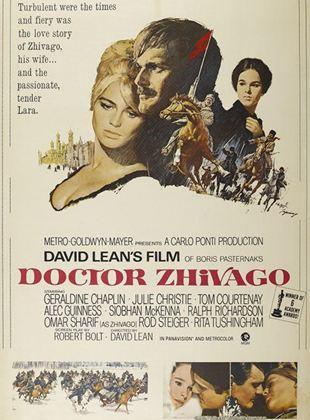 Turbulent were the times
and fiery was
the love story
of Zhivago,
his wife...
and the
passionate,
tender
Lara.
METRO-GOLDWYN-MAYER PRESENTS A CARLO PONTI PRODUCTION
DAVID LEAN'S FILM OF BORIS PASTERNAK'S
DOCTOR ZHIVAGO
STARRING
GERALDINE CHAPLIN · JULIE CHRISTIE · TOM COURTENAY
ALEC GUINNESS · SIOBHAN McKENNA · RALPH RICHARDSON
OMAR SHARIF (AS ZHIVAGO) ROD STEIGER · RITA TUSHINGHAM
SCREEN PLAY BY
ROBERT BOLT
DIRECTED BY
DAVID LEAN
IN PANAVISION AND METROCOLOR
MGM
WINNER OF
6
ACADEMY
AWARDS!